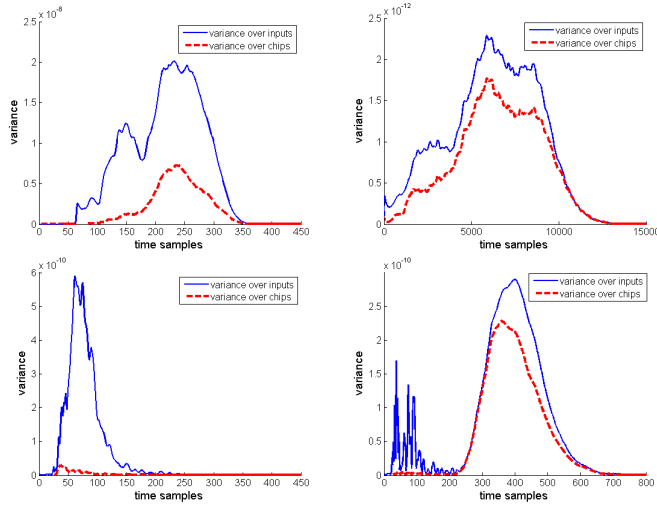 x 10⁻⁸
2.5
2
1.5
1
0.5
0
variance
variance over inputs
variance over chips
0 50 100 150 200 250 300 350 400 450
time samples
x 10⁻¹²
2.5
2
1.5
1
0.5
0
variance
variance over inputs
variance over chips
0 5000 10000 15000
time samples
x 10⁻¹⁰
6
5
4
3
2
1
0
variance
variance over inputs
variance over chips
0 50 100 150 200 250 300 350 400 450
time samples
x 10⁻¹⁰
3
2.5
2
1.5
1
0.5
0
variance
variance over inputs
variance over chips
0 100 200 300 400 500 600 700 800
time samples